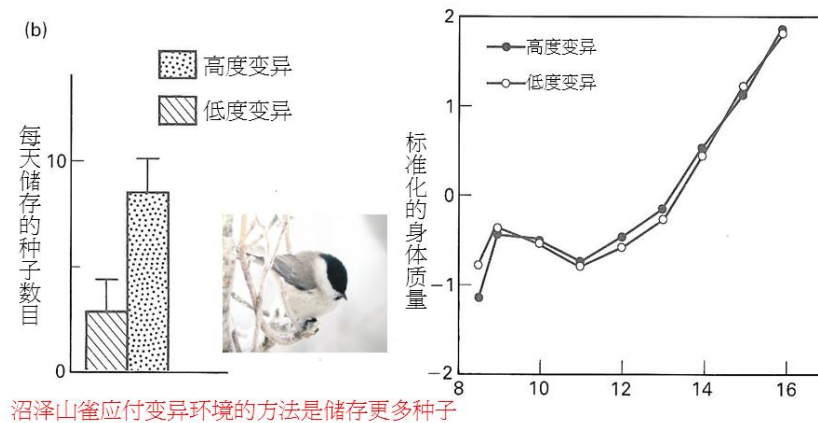 (b)
高度变异
低度变异
每天储存的种子数目
10
0
沼泽山雀应付变异环境的方法是储存更多种子
高度变异
低度变异
标准化的身体质量
2
1
0
−1
−2
8
10
12
14
16